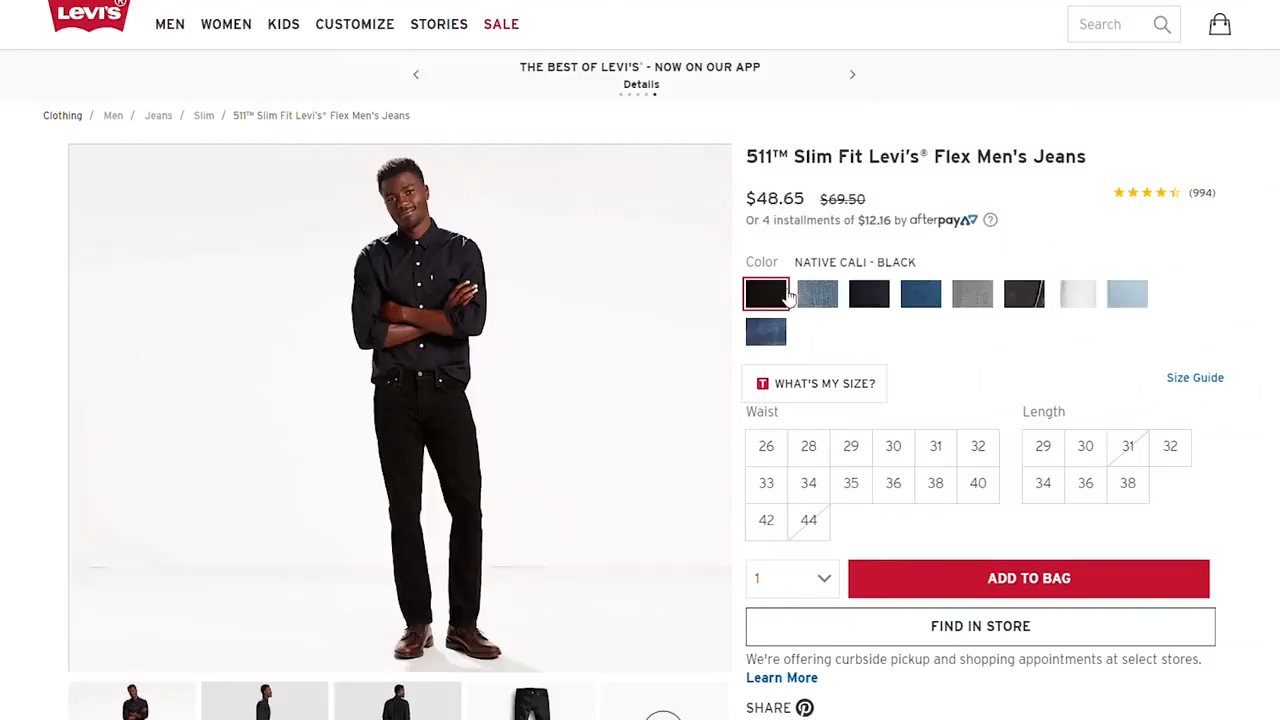 LEVI'S®
MEN WOMEN KIDS CUSTOMIZE STORIES SALE
Search
THE BEST OF LEVI'S® - NOW ON OUR APP
Details
Clothing / Men / Jeans / Slim / 511™ Slim Fit Levi's® Flex Men's Jeans
511™ Slim Fit Levi's® Flex Men's Jeans
$48.65 $69.50
(994)
Or 4 installments of $12.16 by afterpay ?
Color NATIVE CALI - BLACK
T WHAT'S MY SIZE?
Size Guide
Waist Length
26 28 29 30 31 32 29 30 31 32
33 34 35 36 38 40 34 36 38
42 44
1 ADD TO BAG
FIND IN STORE
We're offering curbside pickup and shopping appointments at select stores.
Learn More
SHARE